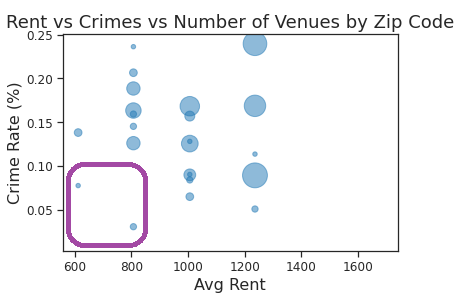 Rent vs Crimes vs Number of Venues by Zip Code
0.25
0.20
0.15
0.10
0.05
Crime Rate (%)
600 800 1000 1200 1400 1600
Avg Rent